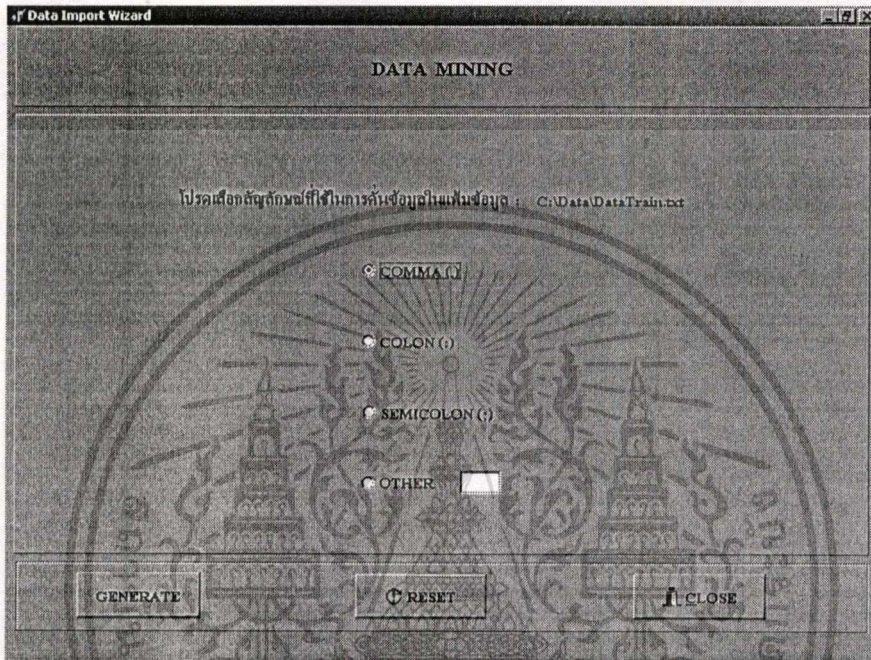 Data Import Wizard
DATA MINING
โปรดเลือกสัญลักษณ์ที่ใช้ในการคั่นข้อมูลในแฟ้มข้อมูล : C:\Data\DataTrain.txt
COMMA (,)
COLON (:)
SEMICOLON (;)
OTHER
GENERATE RESET CLOSE